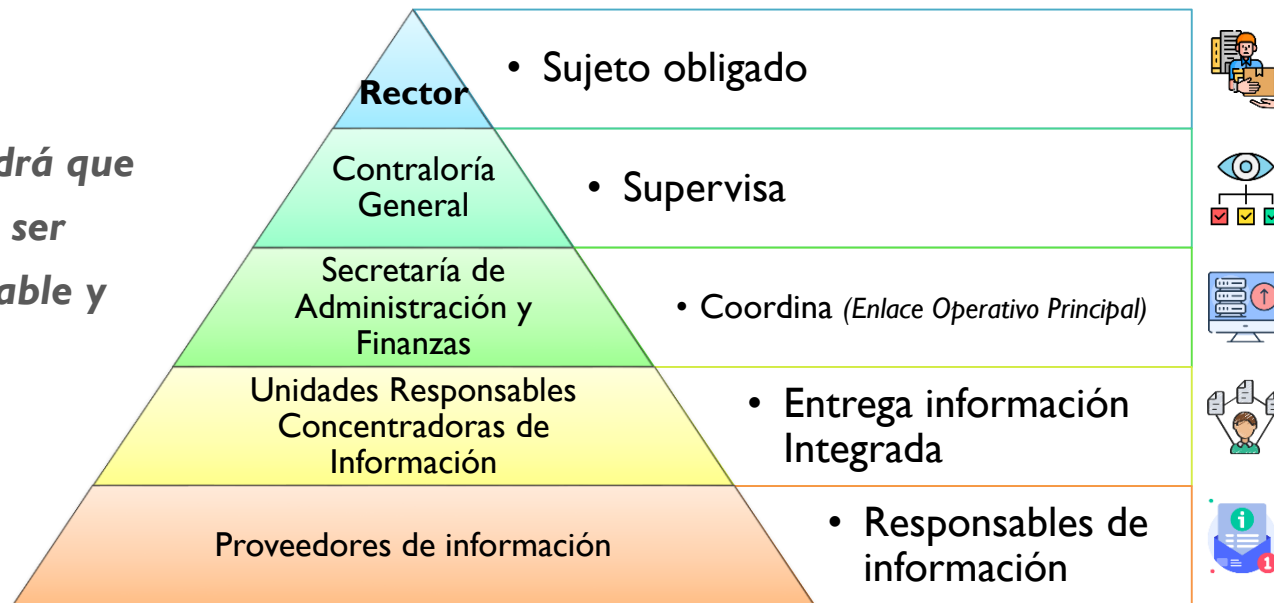 drá que
ser
able y
Rector
• Sujeto obligado
Contraloría
General
• Supervisa
Secretaría de
Administración y
Finanzas
• Coordina (Enlace Operativo Principal)
Unidades Responsables
Concentradoras de
Información
• Entrega información
Integrada
Proveedores de información
• Responsables de
información
i
1